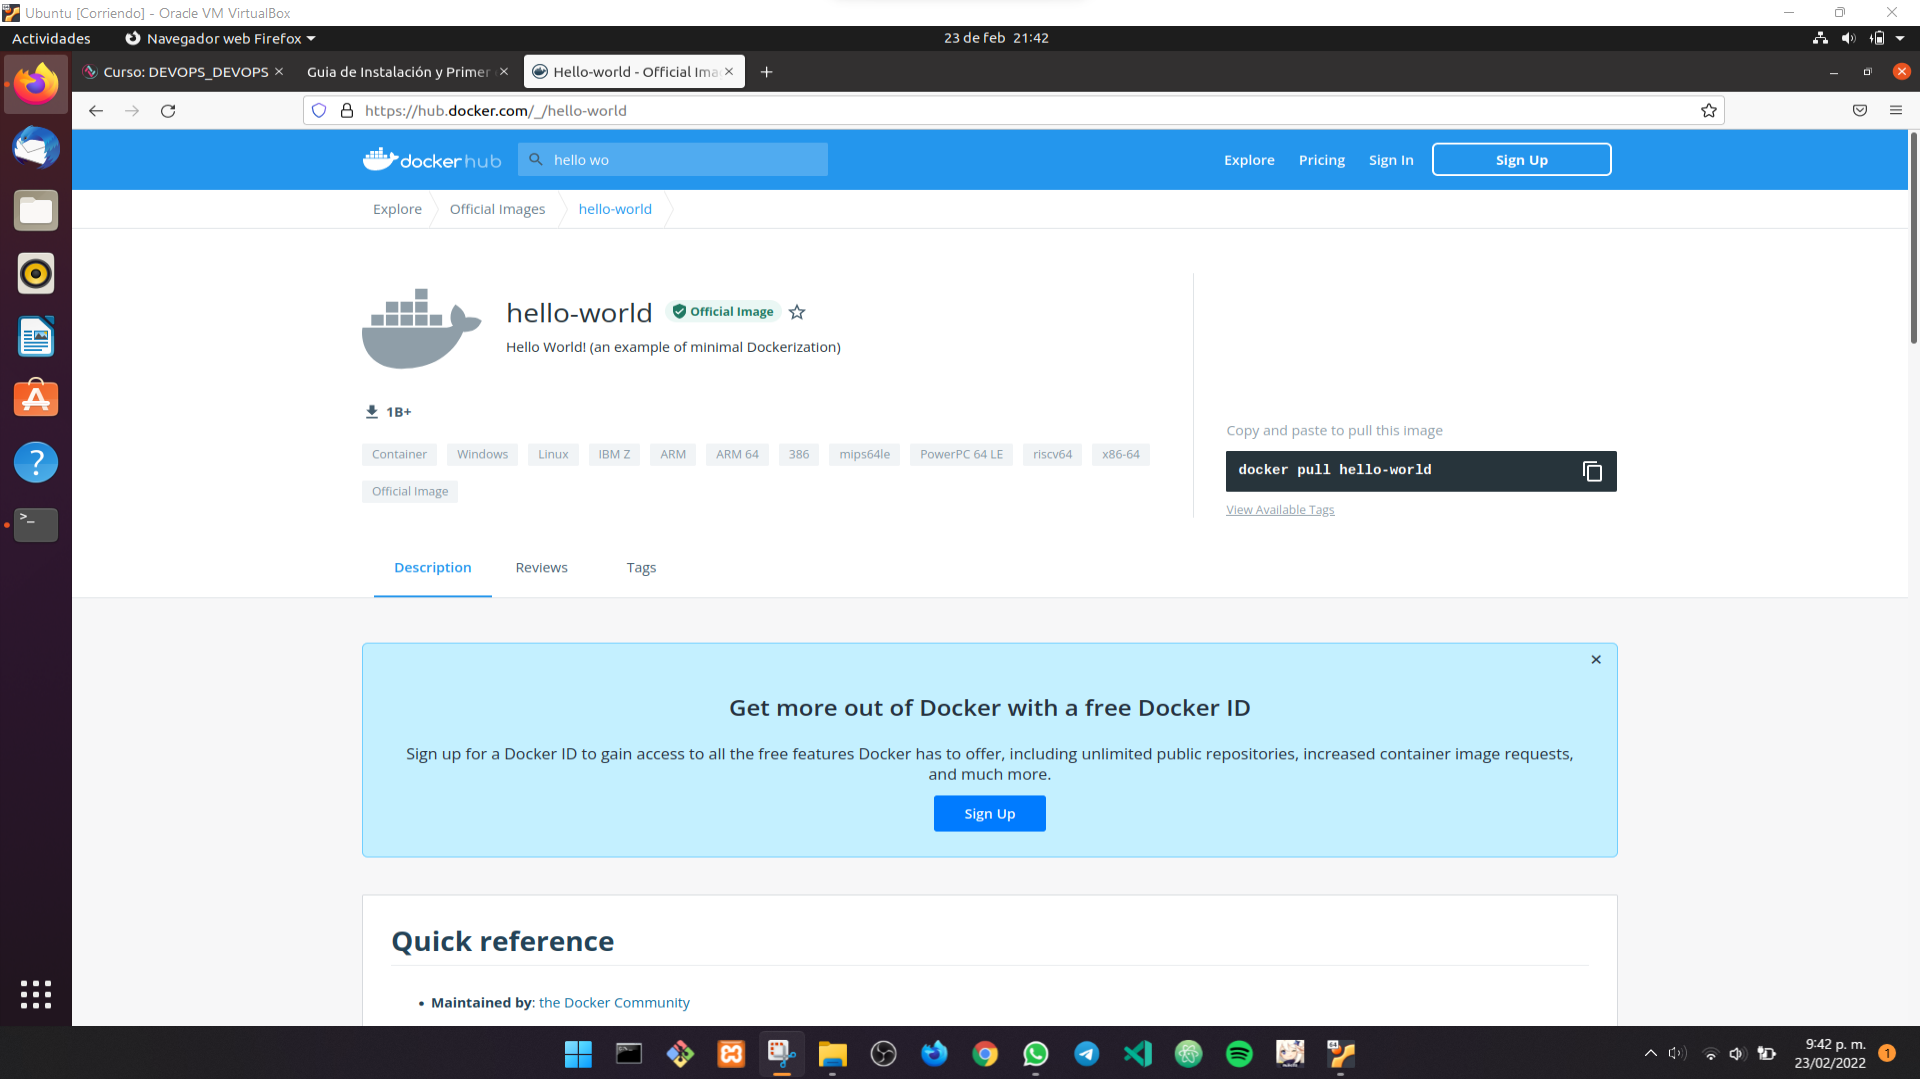 Ubuntu [Corriendo] - Oracle VM VirtualBox
Actividades
Navegador web Firefox
23 de feb 21:42
Curso: DEVOPS_DEVOPS
Guia de Instalación y Primer
Hello-world - Official Ima
https://hub.docker.com/_/hello-world
docker hub
hello wo
Explore
Pricing
Sign In
Sign Up
Explore
Official Images
hello-world
hello-world
Official Image
Hello World! (an example of minimal Dockerization)
1B+
Container
Windows
Linux
IBM Z
ARM
ARM 64
386
mips64le
PowerPC 64 LE
riscv64
x86-64
Official Image
Copy and paste to pull this image
docker pull hello-world
View Available Tags
Description
Reviews
Tags
Get more out of Docker with a free Docker ID
Sign up for a Docker ID to gain access to all the free features Docker has to offer, including unlimited public repositories, increased container image requests,
and much more.
Sign Up
Quick reference
• Maintained by: the Docker Community
9:42 p. m.
23/02/2022
1